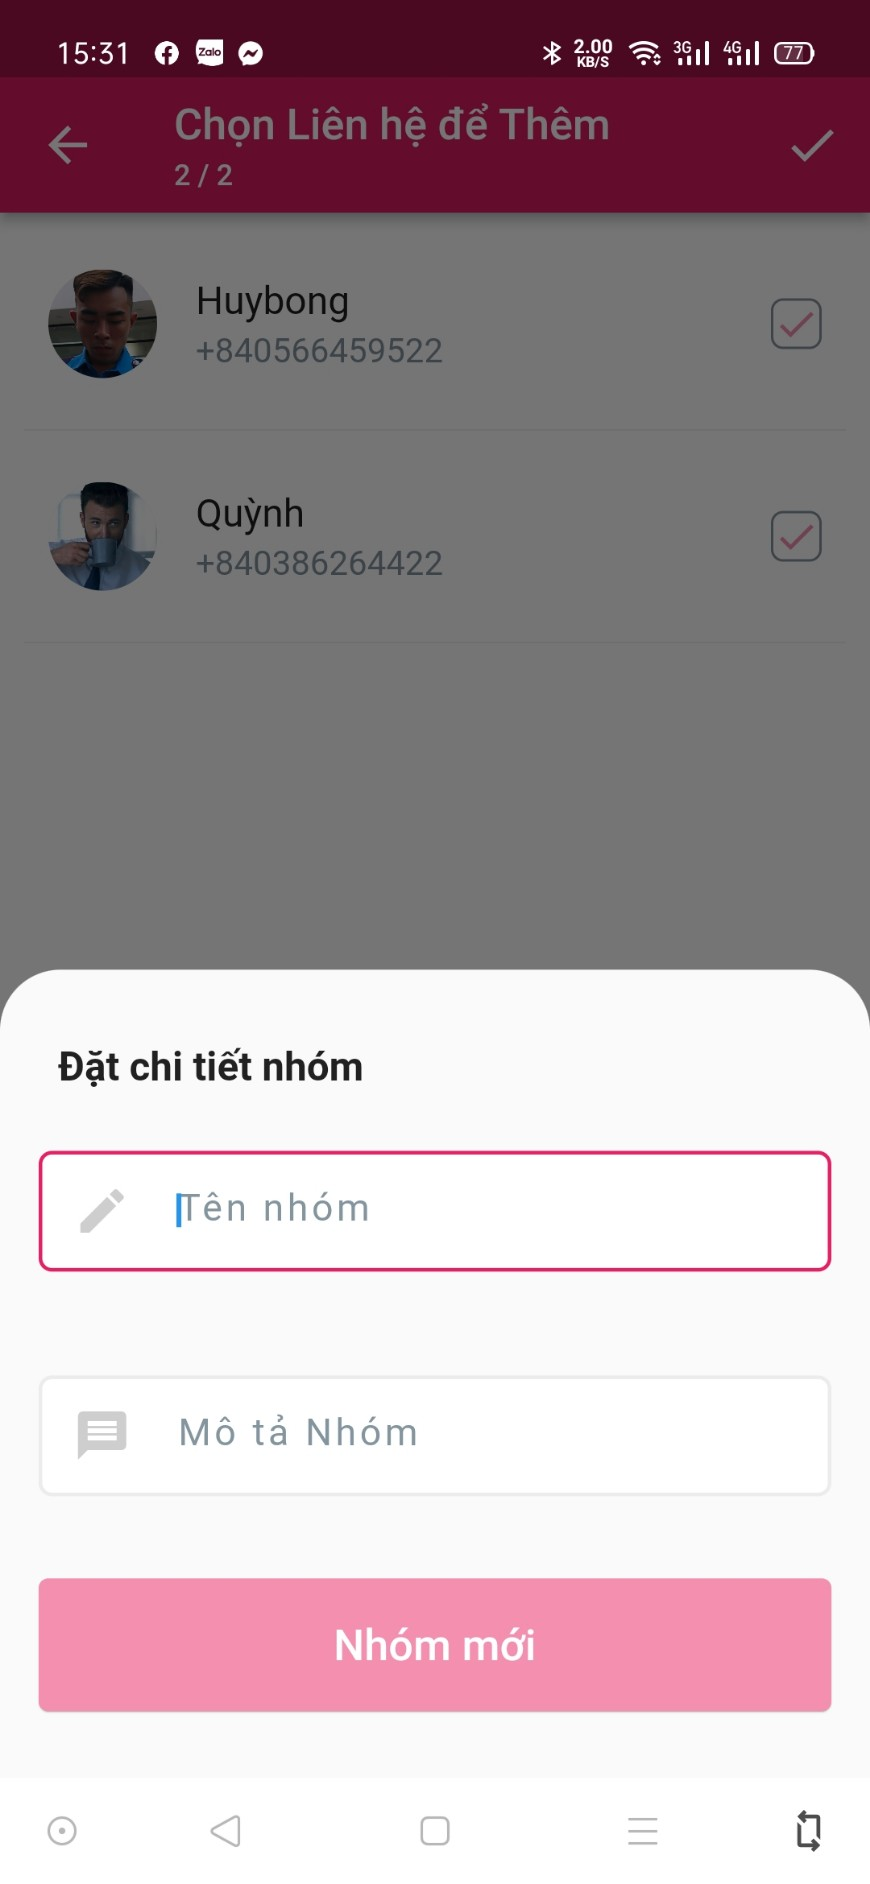 15:31 Zalo 2.00 KB/S 3G 4G 77
Chọn Liên hệ để Thêm
2 / 2
Huybong
+840566459522
Quỳnh
+840386264422
Đặt chi tiết nhóm
Tên nhóm
Mô tả Nhóm
Nhóm mới